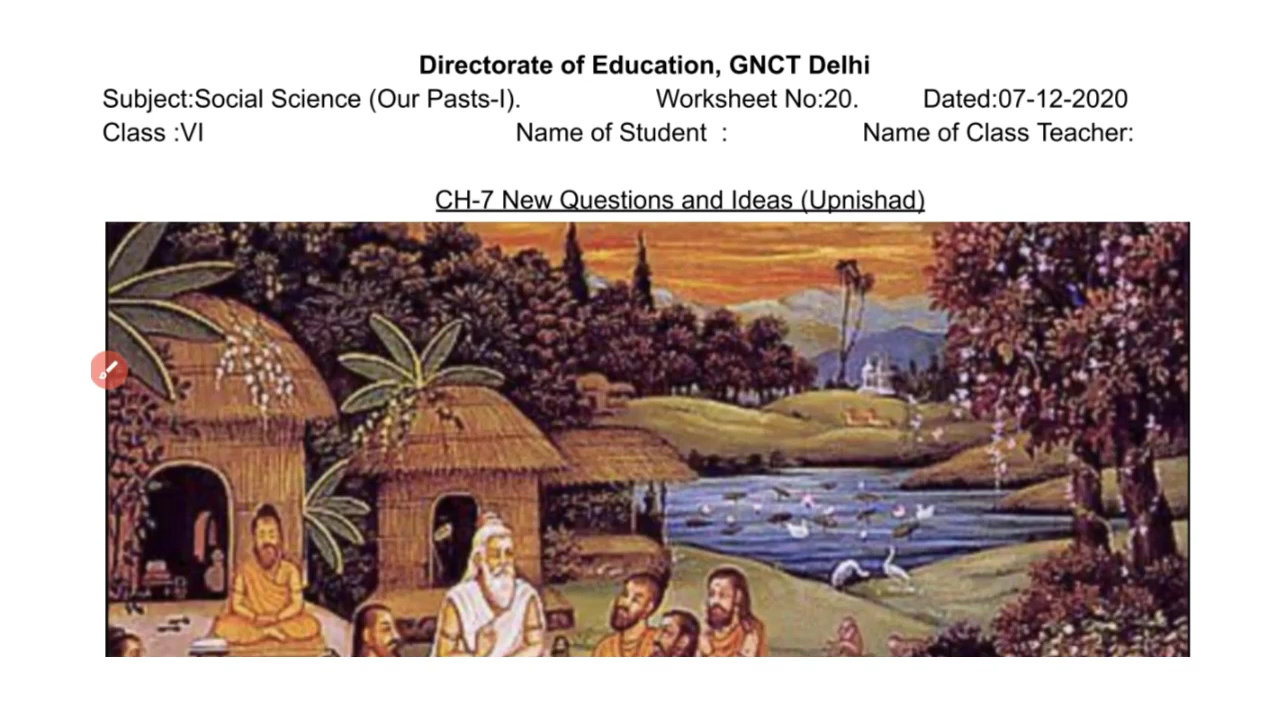 Directorate of Education, GNCT Delhi
Subject:Social Science (Our Pasts-I). Worksheet No:20. Dated:07-12-2020
Class :VI Name of Student : Name of Class Teacher:
CH-7 New Questions and Ideas (Upnishad)